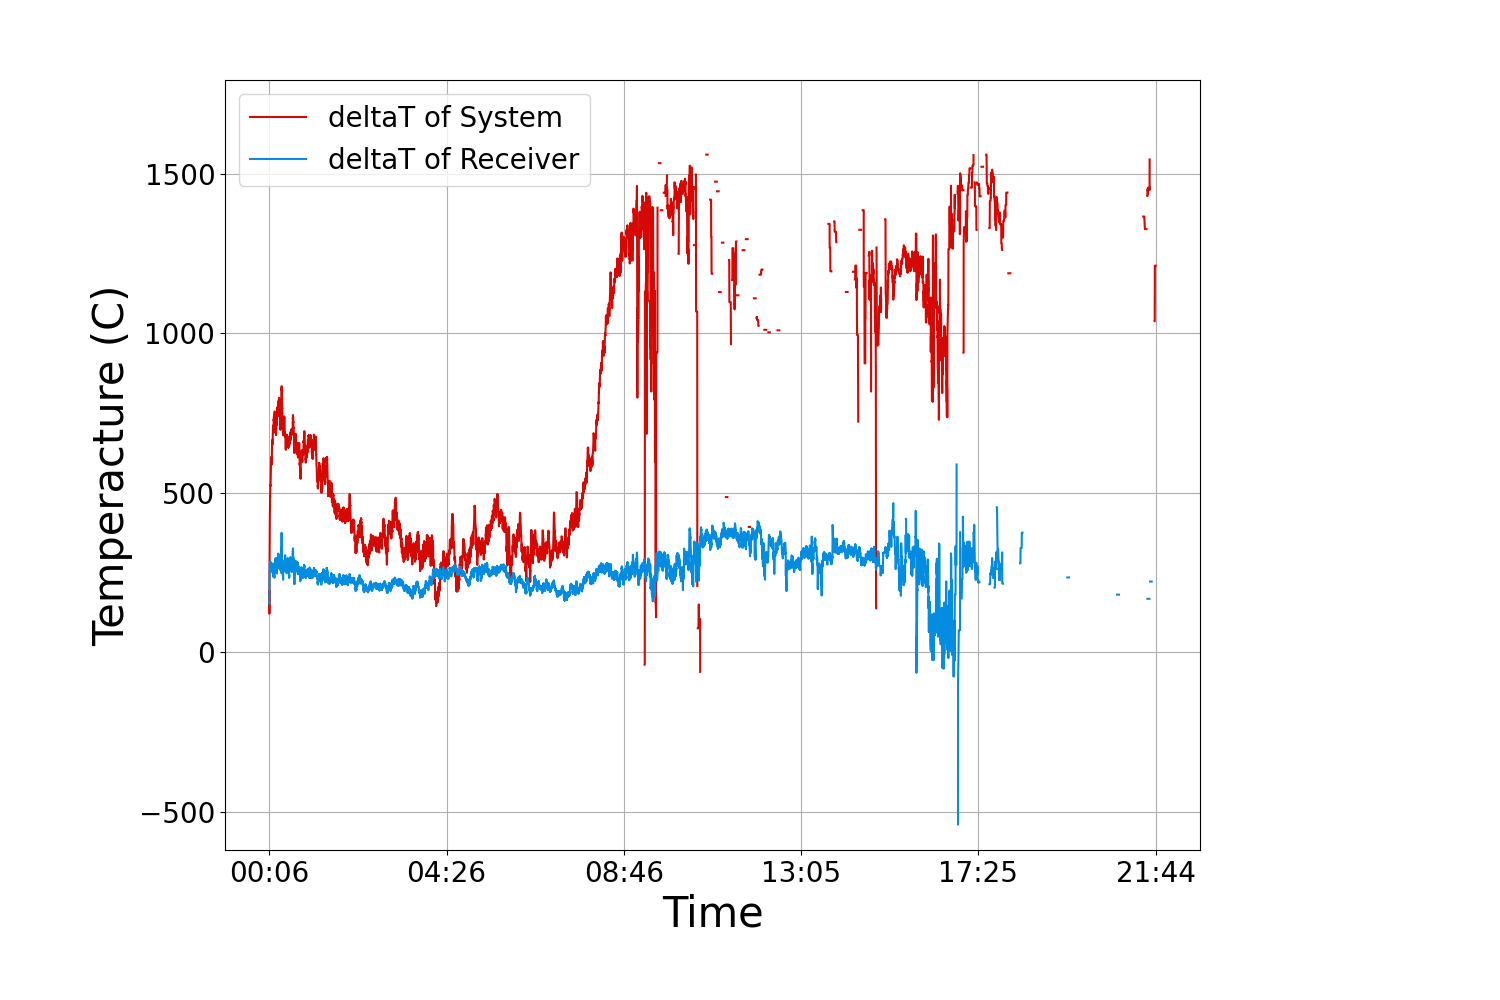 deltaT of System
deltaT of Receiver
1500
1000
500
0
−500
Temperacture (C)
00:06 04:26 08:46 13:05 17:25 21:44
Time